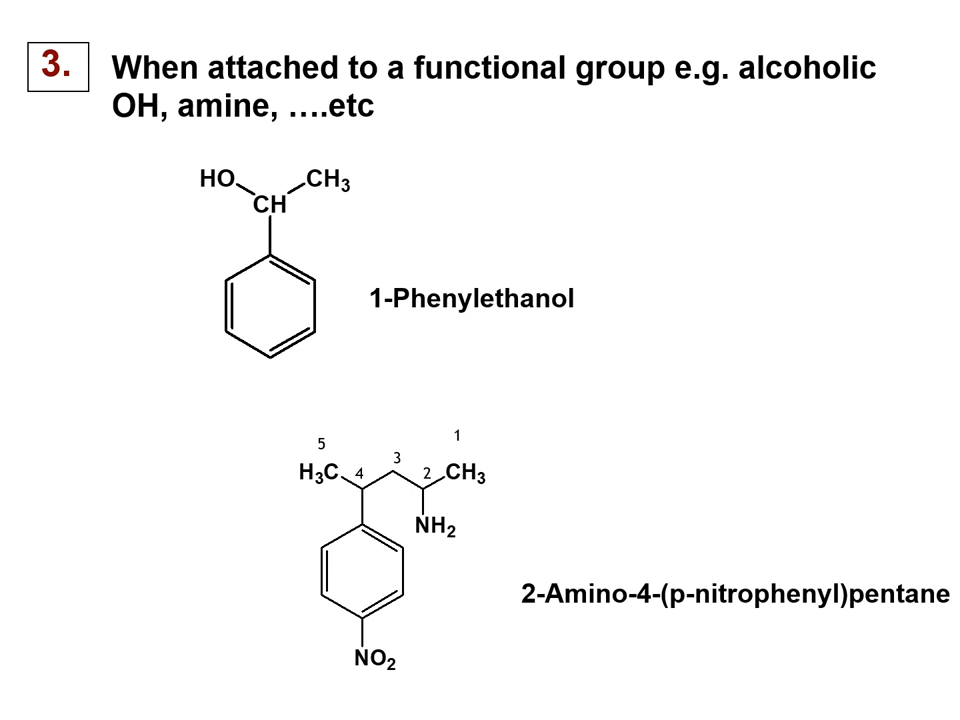 3.
When attached to a functional group e.g. alcoholic
OH, amine, ….etc
HO
CH₃
CH
1-Phenylethanol
5
1
3
H₃C
4
2
CH₃
NH₂
2-Amino-4-(p-nitrophenyl)pentane
NO₂